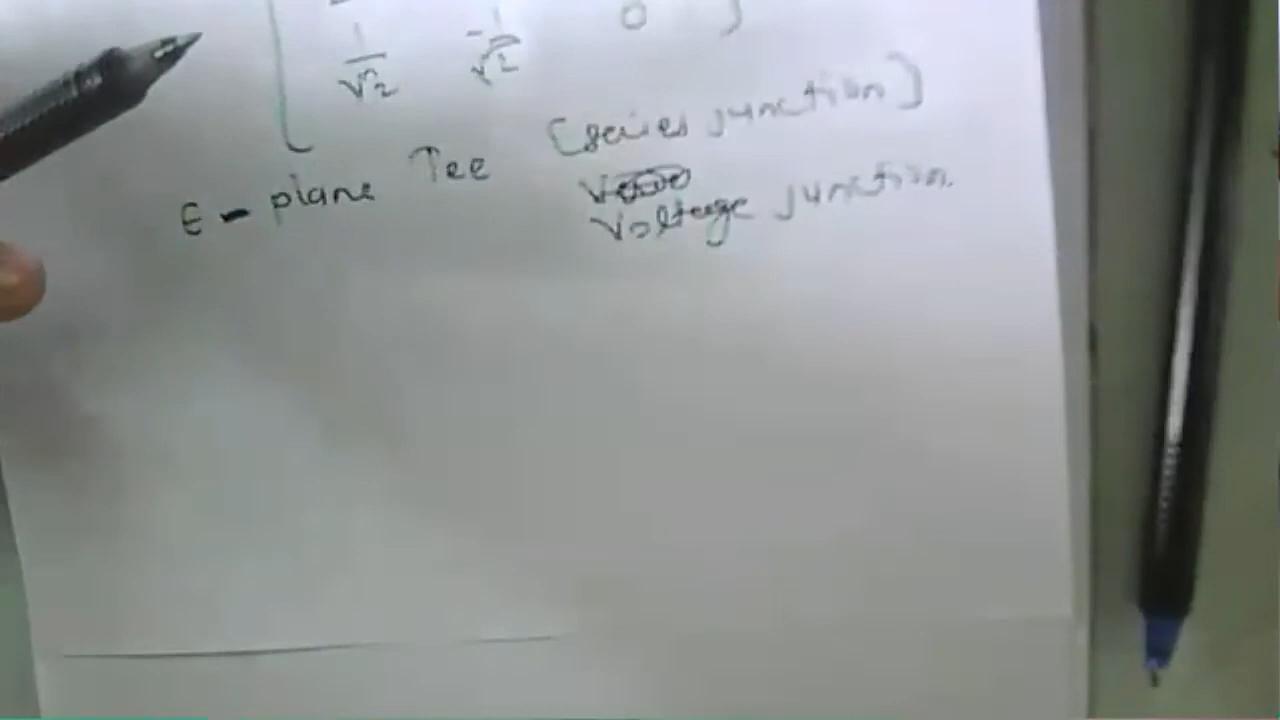 1/√2 -1/√2 0 ]
E - plane Tee [series junction]
Voltage junction.